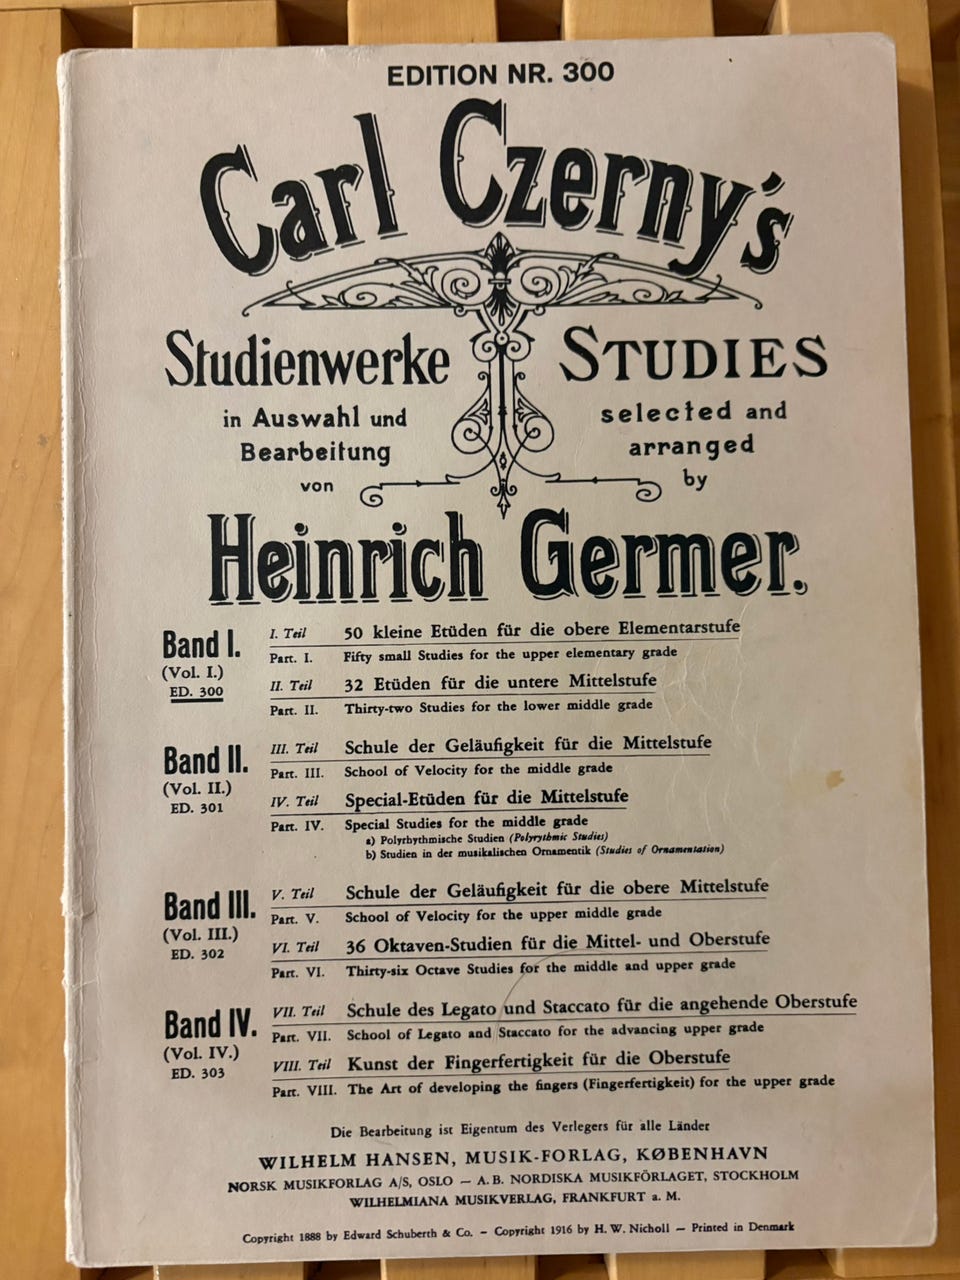 EDITION NR. 300
Carl Czerny's
Studienwerke
in Auswahl und
Bearbeitung
von
STUDIES
selected and
arranged
by
Heinrich Germer.
Band I.
(Vol. I.)
ED. 300
I. Teil 50 kleine Etüden für die obere Elementarstufe
Part. I. Fifty small Studies for the upper elementary grade
II. Teil 32 Etüden für die untere Mittelstufe
Part. II. Thirty-two Studies for the lower middle grade
Band II.
(Vol. II.)
ED. 301
III. Teil Schule der Geläufigkeit für die Mittelstufe
Part. III. School of Velocity for the middle grade
IV. Teil Special-Etüden für die Mittelstufe
Part. IV. Special Studies for the middle grade
a) Polyrhythmische Studien (Polyrythmic Studies)
b) Studien in der musikalischen Ornamentik (Studies of Ornamentation)
Band III.
(Vol. III.)
ED. 302
V. Teil Schule der Geläufigkeit für die obere Mittelstufe
Part. V. School of Velocity for the upper middle grade
VI. Teil 36 Oktaven-Studien für die Mittel- und Oberstufe
Part. VI. Thirty-six Octave Studies for the middle and upper grade
Band IV.
(Vol. IV.)
ED. 303
VII. Teil Schule des Legato und Staccato für die angehende Oberstufe
Part. VII. School of Legato and Staccato for the advancing upper grade
VIII. Teil Kunst der Fingerfertigkeit für die Oberstufe
Part. VIII. The Art of developing the fingers (Fingerfertigkeit) for the upper grade
Die Bearbeitung ist Eigentum des Verlegers für alle Länder
WILHELM HANSEN, MUSIK-FORLAG, KØBENHAVN
NORSK MUSIKFORLAG A/S, OSLO — A. B. NORDISKA MUSIKFÖRLAGET, STOCKHOLM
WILHELMIANA MUSIKVERLAG, FRANKFURT a. M.
Copyright 1888 by Edward Schuberth & Co. – Copyright 1916 by H. W. Nicholl — Printed in Denmark